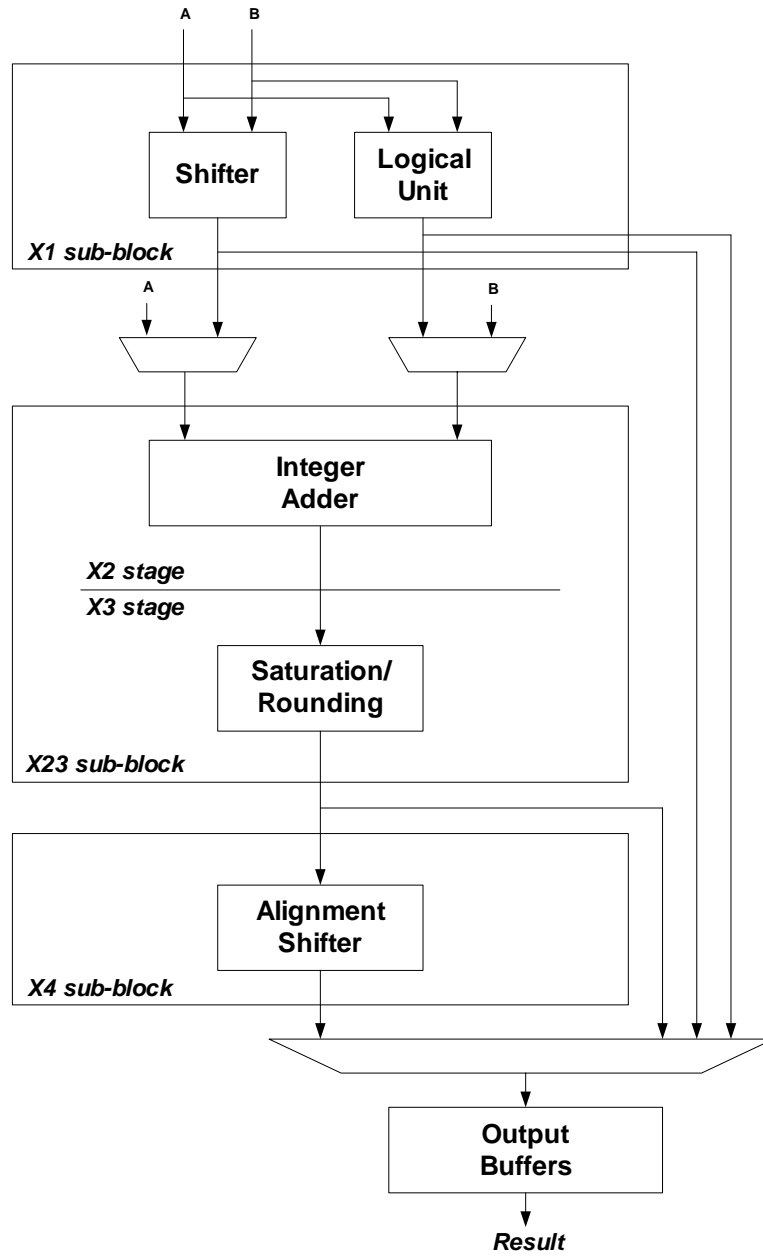 A
B
Shifter
Logical
Unit
X1 sub-block
A
B
Integer
Adder
X2 stage
X3 stage
Saturation/
Rounding
X23 sub-block
Alignment
Shifter
X4 sub-block
Output
Buffers
Result